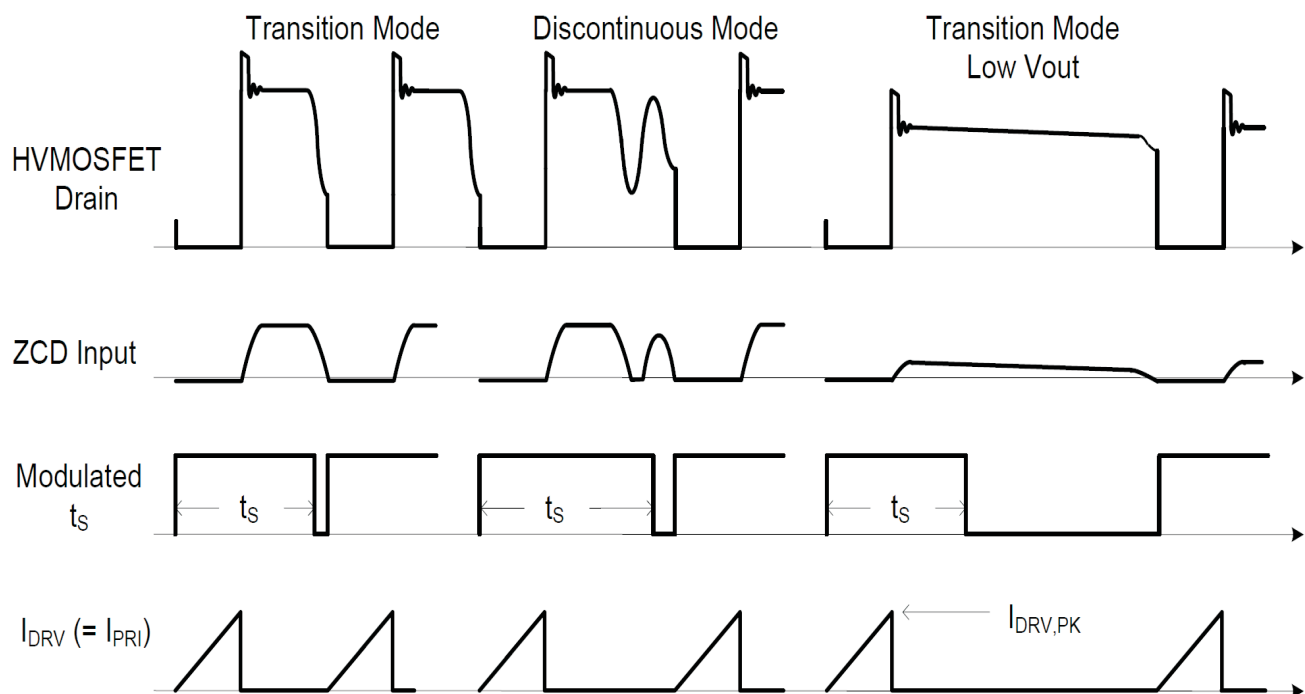 Transition Mode
Discontinuous Mode
Transition Mode
Low Vout
HVMOSFET
Drain
ZCD Input
Modulated
tS
tS
tS
tS
IDRV (= IPRI)
IDRV,PK